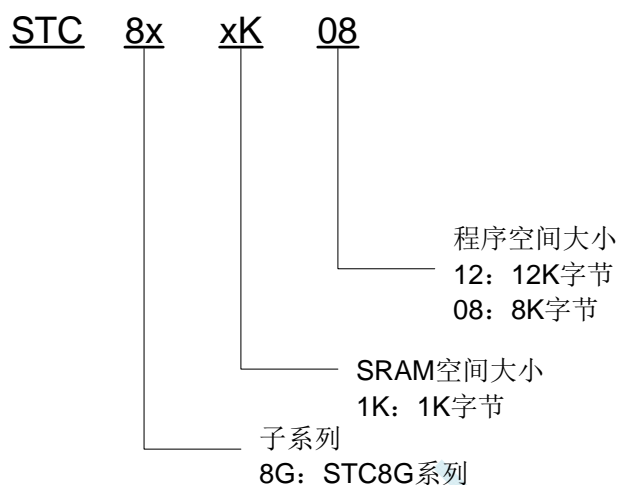 STC 8x xK 08
程序空间大小
12：12K字节
08：8K字节
SRAM空间大小
1K：1K字节
子系列
8G：STC8G系列